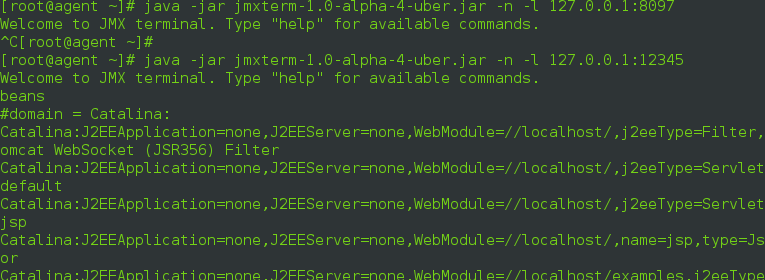 [root@agent ~]# java -jar jmxterm-1.0-alpha-4-uber.jar -n -l 127.0.0.1:8097
Welcome to JMX terminal. Type "help" for available commands.
^C[root@agent ~]#
[root@agent ~]# java -jar jmxterm-1.0-alpha-4-uber.jar -n -l 127.0.0.1:12345
Welcome to JMX terminal. Type "help" for available commands.
beans
#domain = Catalina:
Catalina:J2EEApplication=none,J2EEServer=none,WebModule=//localhost/,j2eeType=Filter,
omcat WebSocket (JSR356) Filter
Catalina:J2EEApplication=none,J2EEServer=none,WebModule=//localhost/,j2eeType=Servlet
default
Catalina:J2EEApplication=none,J2EEServer=none,WebModule=//localhost/,j2eeType=Servlet
jsp
Catalina:J2EEApplication=none,J2EEServer=none,WebModule=//localhost/,name=jsp,type=Js
or
Catalina:J2EEApplication=none,J2EEServer=none,WebModule=//localhost/examples,j2eeType